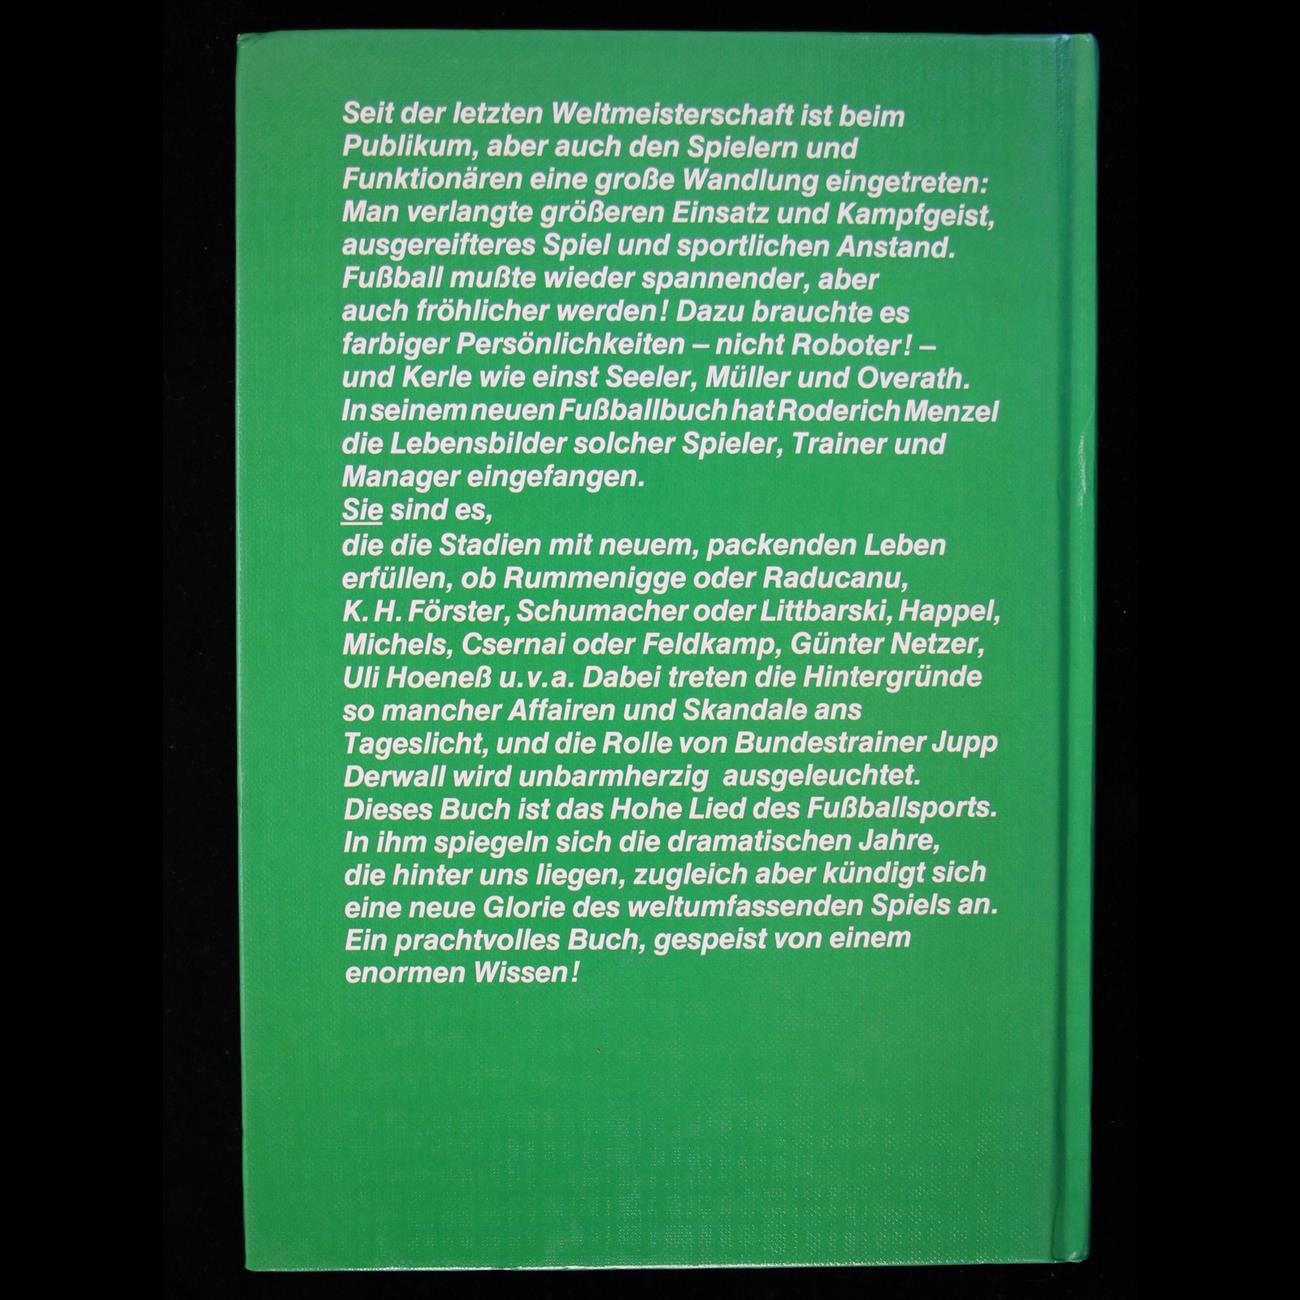 Seit der letzten Weltmeisterschaft ist beim
Publikum, aber auch den Spielern und
Funktionären eine große Wandlung eingetreten:
Man verlangte größeren Einsatz und Kampfgeist,
ausgereifteres Spiel und sportlichen Anstand.
Fußball mußte wieder spannender, aber
auch fröhlicher werden! Dazu brauchte es
farbiger Persönlichkeiten – nicht Roboter! –
und Kerle wie einst Seeler, Müller und Overath.
In seinem neuen Fußballbuch hat Roderich Menzel
die Lebensbilder solcher Spieler, Trainer und
Manager eingefangen.
Sie sind es,
die die Stadien mit neuem, packenden Leben
erfüllen, ob Rummenigge oder Raducanu,
K. H. Förster, Schumacher oder Littbarski, Happel,
Michels, Csernai oder Feldkamp, Günter Netzer,
Uli Hoeneß u.v.a. Dabei treten die Hintergründe
so mancher Affairen und Skandale ans
Tageslicht, und die Rolle von Bundestrainer Jupp
Derwall wird unbarmherzig ausgeleuchtet.
Dieses Buch ist das Hohe Lied des Fußballsports.
In ihm spiegeln sich die dramatischen Jahre,
die hinter uns liegen, zugleich aber kündigt sich
eine neue Glorie des weltumfassenden Spiels an.
Ein prachtvolles Buch, gespeist von einem
enormen Wissen!